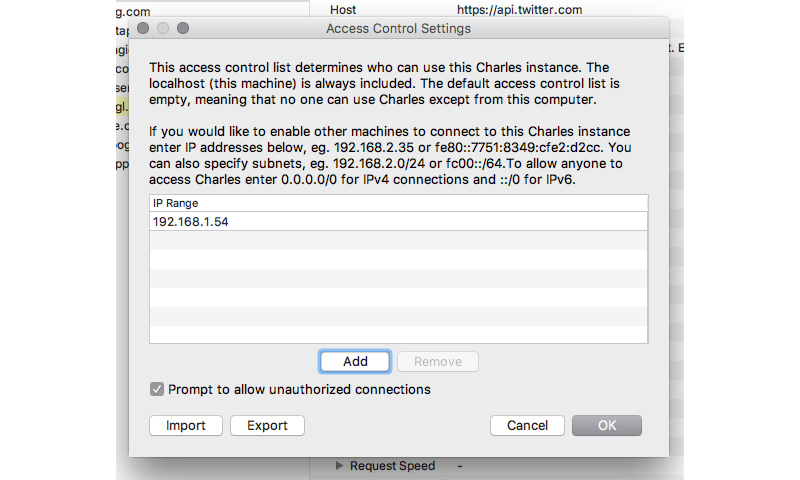 g.com
Host https://api.twitter.com
Access Control Settings
This access control list determines who can use this Charles instance. The
localhost (this machine) is always included. The default access control list is
empty, meaning that no one can use Charles except from this computer.
If you would like to enable other machines to connect to this Charles instance
enter IP addresses below, eg. 192.168.2.35 or fe80::7751:8349:cfe2:d2cc. You
can also specify subnets, eg. 192.168.2.0/24 or fc00::/64.To allow anyone to
access Charles enter 0.0.0.0/0 for IPv4 connections and ::/0 for IPv6.
IP Range
192.168.1.54
Add Remove
Prompt to allow unauthorized connections
Import Export Cancel OK
Request Speed -